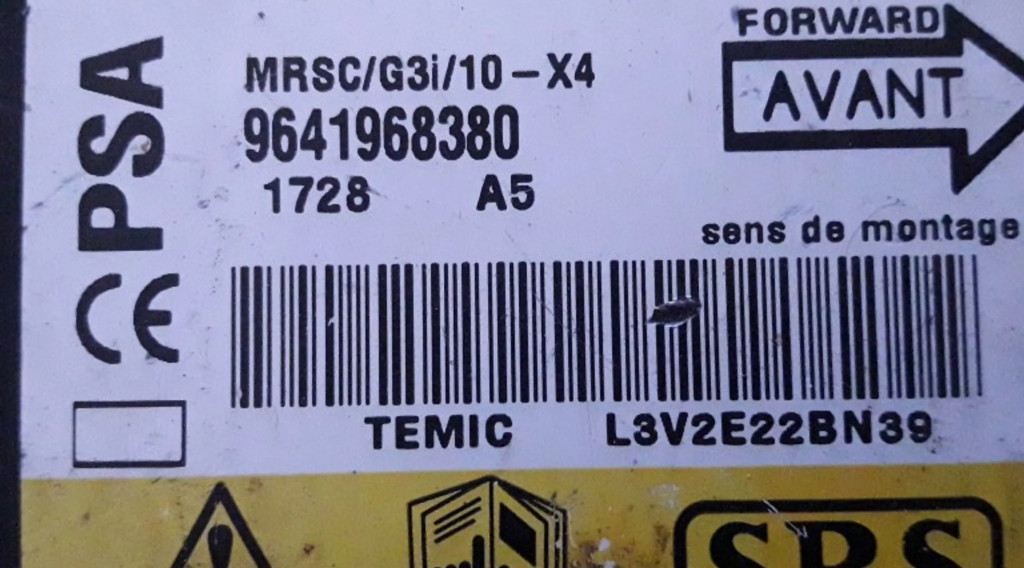 PSA
CE
MRSC/G3i/10-X4
9641968380
1728 A5
FORWARD
AVANT
sens de montage
TEMIC L3V2E22BN39
SRS